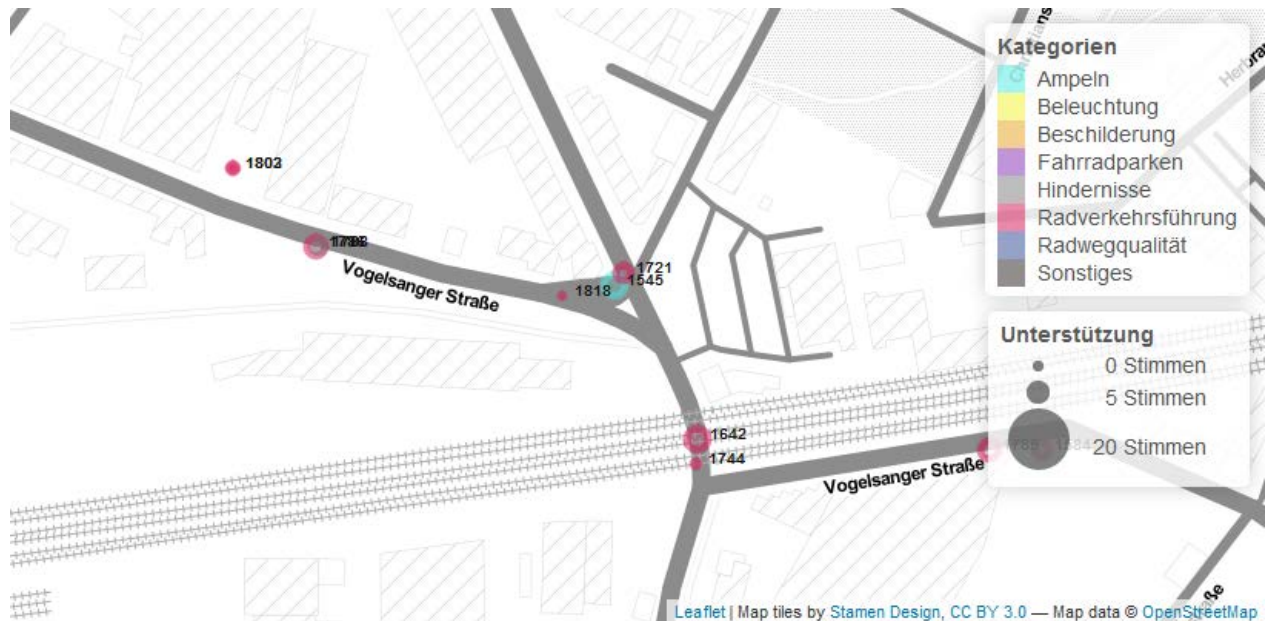 Kategorien
Ampeln
Beleuchtung
Beschilderung
Fahrradparken
Hindernisse
Radverkehrsführung
Radwegqualität
Sonstiges
1721
1545
1818
Vogelsanger Straße
Unterstützung
0 Stimmen
5 Stimmen
20 Stimmen
1642
1744
Vogelsanger Straße
Leaflet | Map tiles by Stamen Design, CC BY 3.0 — Map data © OpenStreetMap